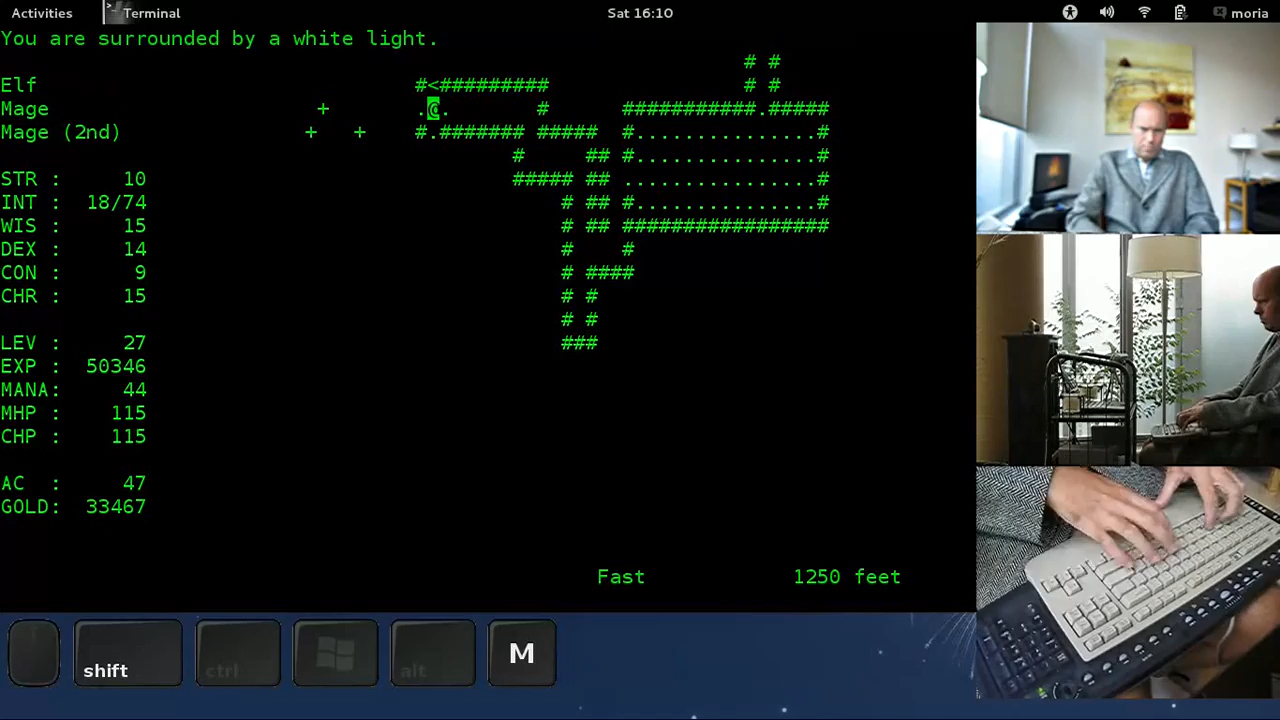 Activities Terminal Sat 16:10 moria
You are surrounded by a white light.
# #
Elf #<######### # #
Mage + .@. # ###########.#####
Mage (2nd) + + #.####### ##### #...............#
# ## #...............#
STR : 10 ##### ## ................#
INT : 18/74 # ## #...............#
WIS : 15 # ## #################
DEX : 14 # #
CON : 9 # ####
CHR : 15 # #
# #
LEV : 27 ###
EXP : 50346
MANA: 44
MHP : 115
CHP : 115
AC : 47
GOLD: 33467
Fast 1250 feet
shift ctrl alt M